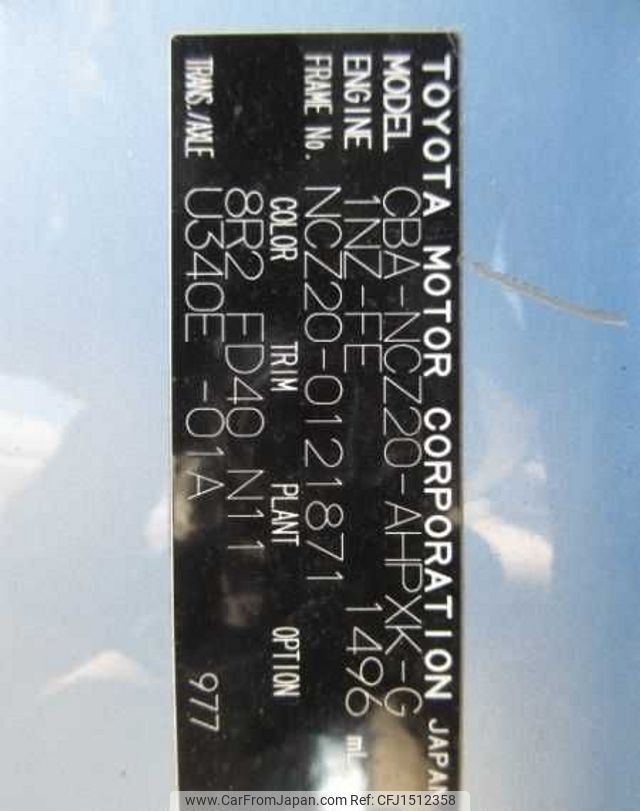 TOYOTA MOTOR CORPORATION JAPAN
MODEL CBA-NCZ20-AHPXK-G
ENGINE 1NZ-FE 1496 mL
FRAME No. NCZ20-0121871
COLOR TRIM PLANT OPTION
8R2 FD40 N11
TRANS./AXLE U340E -01A 977
www.CarFromJapan.com | CFJ1512358